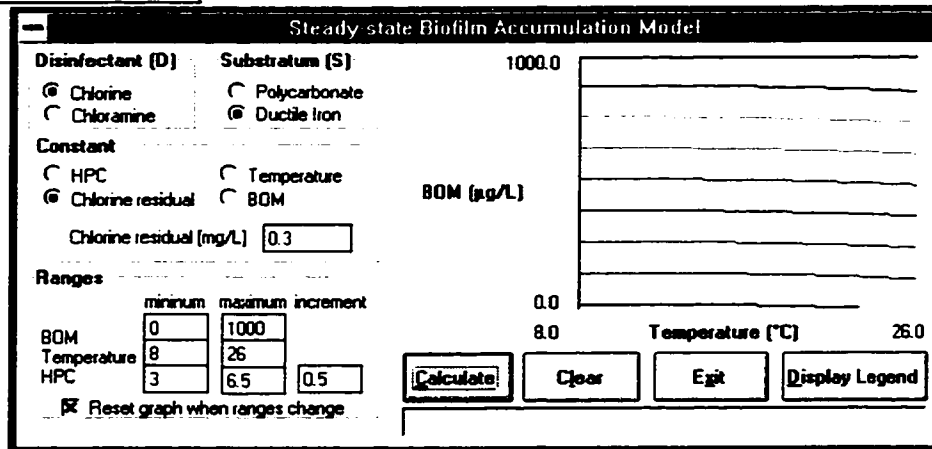 Steady-state Biofilm Accumulation Model
Disinfectant (D)
Chlorine
Chloramine
Substratum (S)
Polycarbonate
Ductile Iron
Constant
HPC
Chlorine residual
Temperature
BOM
Chlorine residual (mg/L) 0.3
Ranges
mininum maximum increment
BOM 0 1000
Temperature 8 26
HPC 3 6.5 0.5
Reset graph when ranges change
1000.0
BOM (µg/L)
0.0
8.0 Temperature (°C) 26.0
Calculate Clear Exit Display Legend